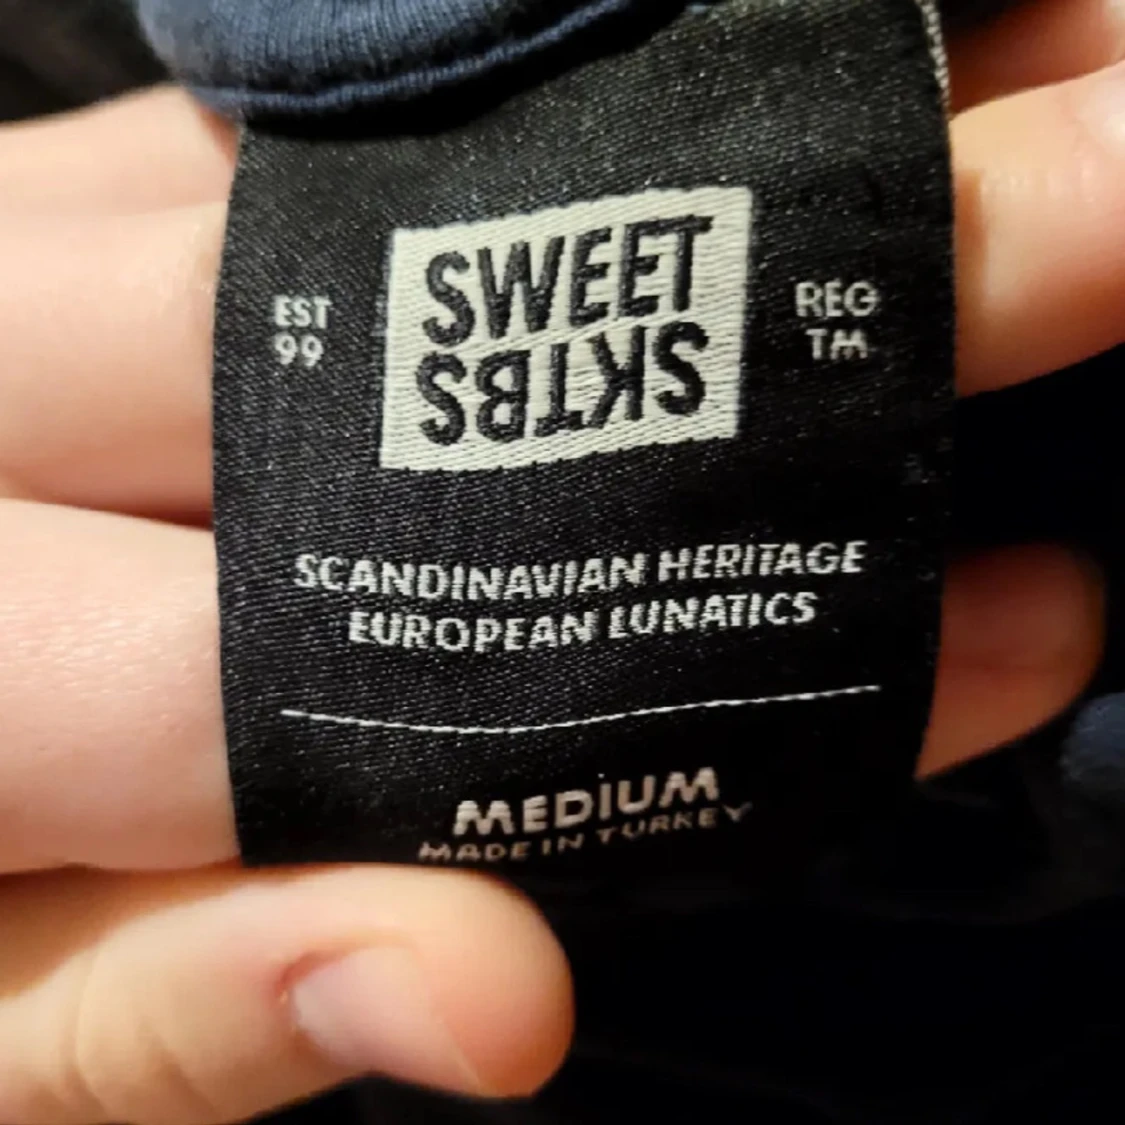 SWEET
SKTBS
EST
99
REG
TM
SCANDINAVIAN HERITAGE
EUROPEAN LUNATICS
MEDIUM
MADE IN TURKEY